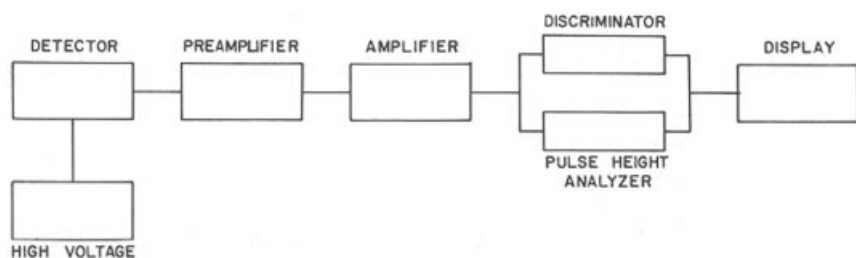 DETECTOR
PREAMPLIFIER
AMPLIFIER
DISCRIMINATOR
DISPLAY
PULSE HEIGHT
ANALYZER
HIGH VOLTAGE